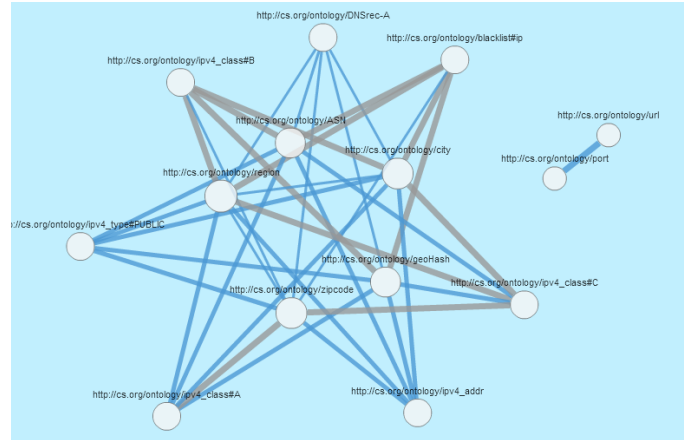 http://cs.org/ontology/DNSrec-A
http://cs.org/ontology/blacklist#ip
http://cs.org/ontology/ipv4_class#B
http://cs.org/ontology/ASN
http://cs.org/ontology/url
http://cs.org/ontology/city
http://cs.org/ontology/port
http://cs.org/ontology/region
://cs.org/ontology/ipv4_type#PUBLIC
http://cs.org/ontology/geoHash
http://cs.org/ontology/zipcode
http://cs.org/ontology/ipv4_class#C
http://cs.org/ontology/ipv4_class#A
http://cs.org/ontology/ipv4_addr